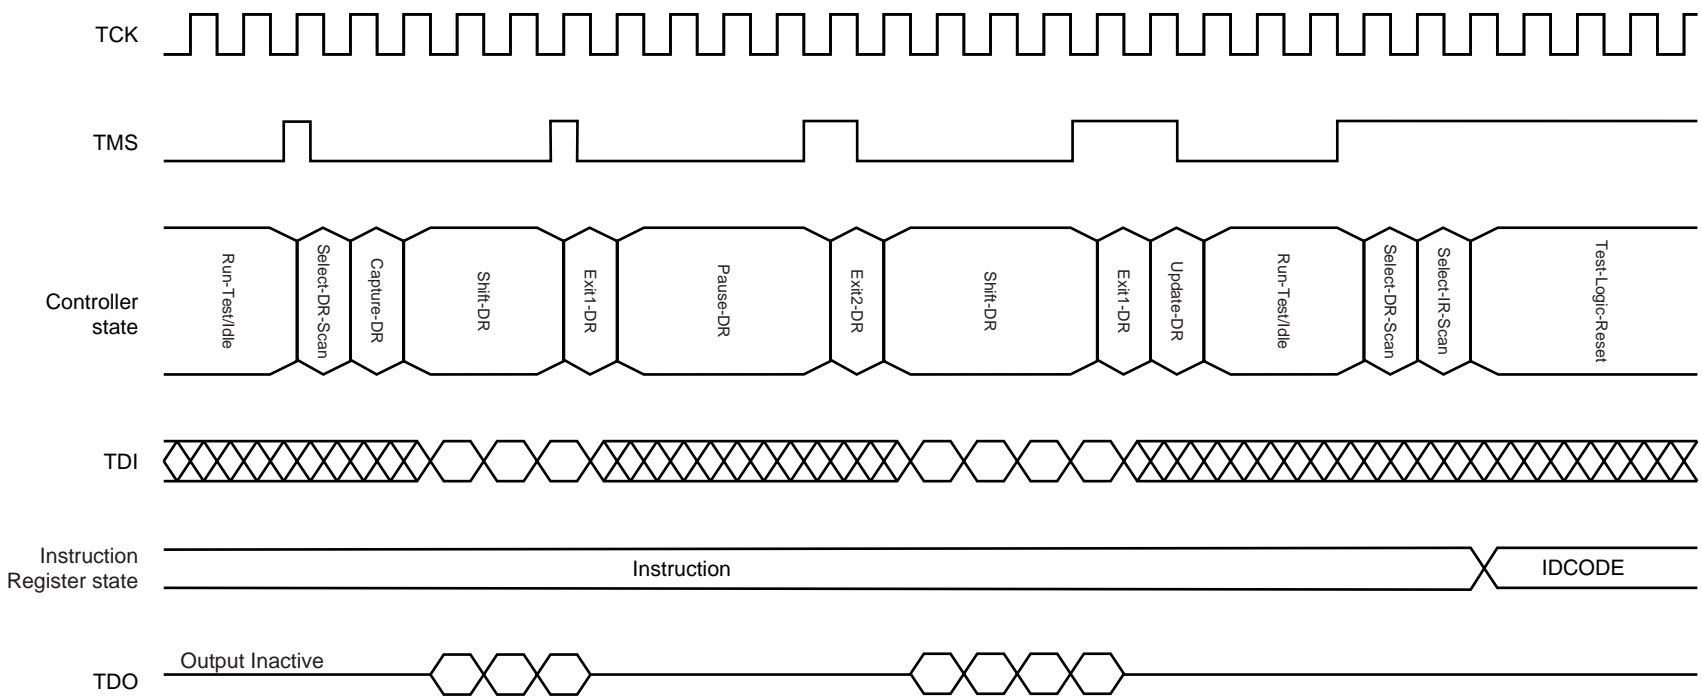 TCK
TMS
Controller
state
Run-Test/Idle
Select-DR-Scan
Capture-DR
Shift-DR
Exit1-DR
Pause-DR
Exit2-DR
Shift-DR
Exit1-DR
Update-DR
Run-Test/Idle
Select-DR-Scan
Select-IR-Scan
Test-Logic-Reset
TDI
Instruction
Register state
Instruction
IDCODE
TDO
Output Inactive